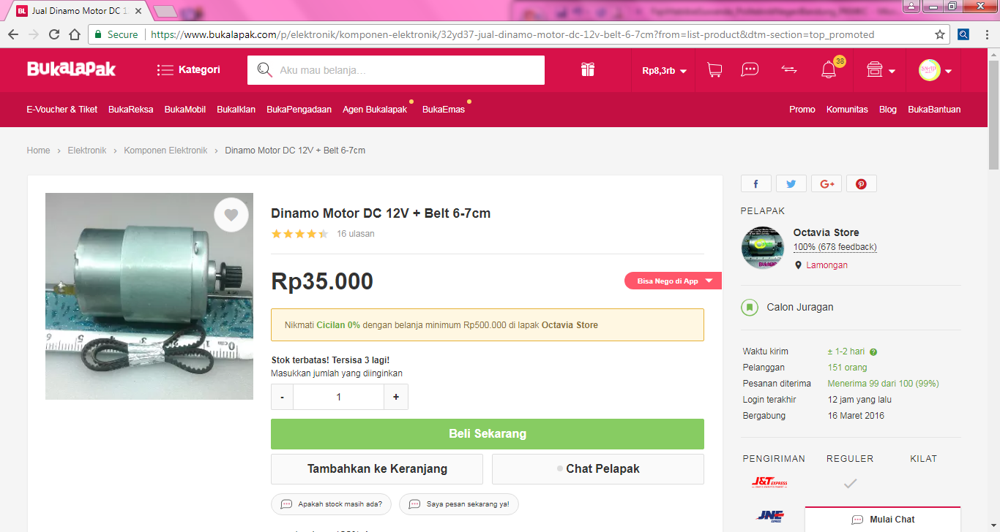 Jual Dinamo Motor DC 1
Secure
https://www.bukalapak.com/p/elektronik/komponen-elektronik/32yd37-jual-dinamo-motor-dc-12v-belt-6-7cm?from=list-product&dtm-section=top_promoted
BukaLapak
Kategori
Aku mau belanja...
Rp8,3rb
38
E-Voucher & Tiket BukaReksa BukaMobil BukaIklan BukaPengadaan Agen Bukalapak BukaEmas
Promo Komunitas Blog BukaBantuan
Home › Elektronik › Komponen Elektronik › Dinamo Motor DC 12V + Belt 6-7cm
Dinamo Motor DC 12V + Belt 6-7cm
16 ulasan
Rp35.000
Bisa Nego di App
Nikmati Cicilan 0% dengan belanja minimum Rp500.000 di lapak Octavia Store
Stok terbatas! Tersisa 3 lagi!
Masukkan jumlah yang diinginkan
- 1 +
Beli Sekarang
Tambahkan ke Keranjang
Chat Pelapak
Apakah stock masih ada?
Saya pesan sekarang ya!
PELAPAK
Octavia Store
100% (678 feedback)
Lamongan
Calon Juragan
Waktu kirim ± 1-2 hari
Pelanggan 151 orang
Pesanan diterima Menerima 99 dari 100 (99%)
Login terakhir 12 jam yang lalu
Bergabung 16 Maret 2016
PENGIRIMAN REGULER KILAT
J&T EXPRESS
JNE
Mulai Chat